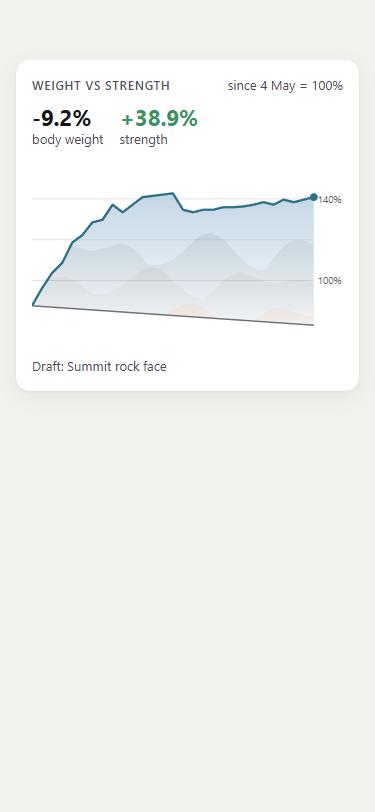 WEIGHT VS STRENGTH since 4 May = 100%
-9.2% +38.9%
body weight strength
140%
100%
Draft: Summit rock face